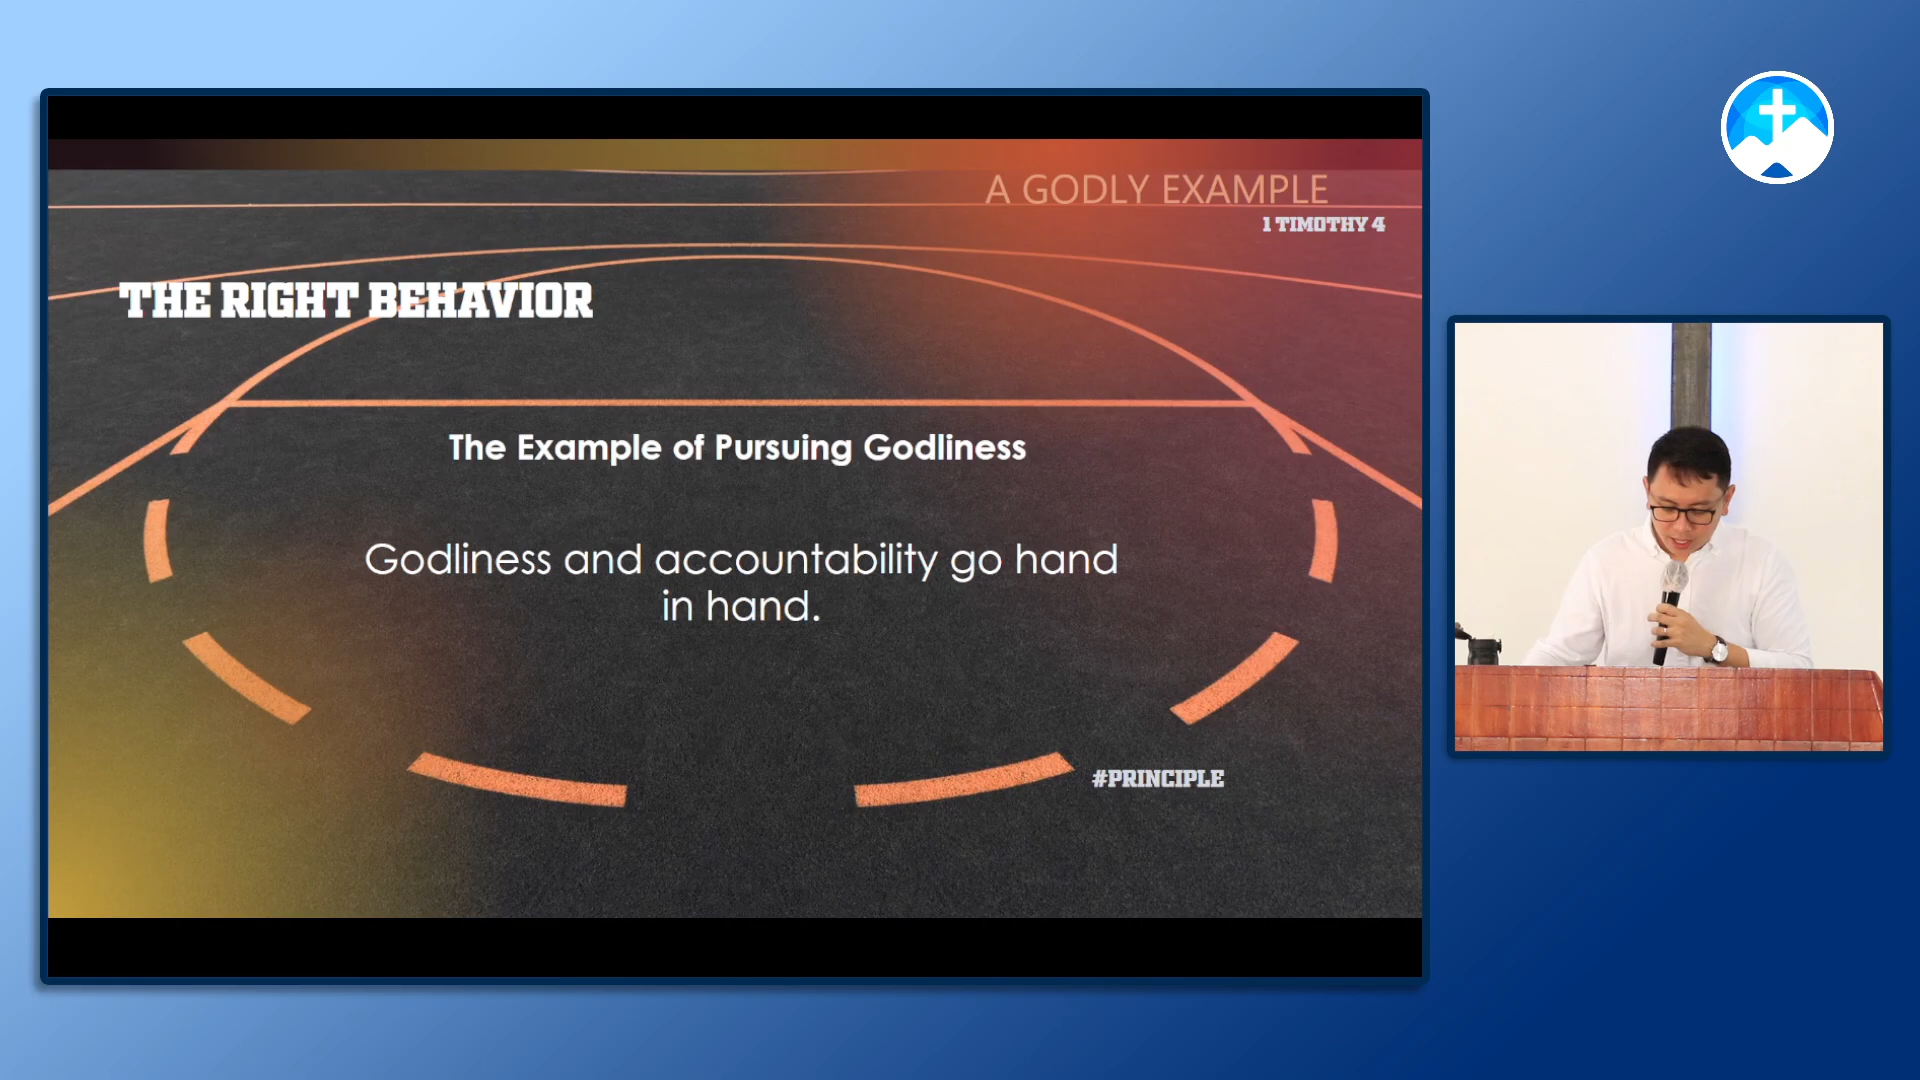 A GODLY EXAMPLE
1 TIMOTHY 4
THE RIGHT BEHAVIOR
The Example of Pursuing Godliness
Godliness and accountability go hand
in hand.
#PRINCIPLE